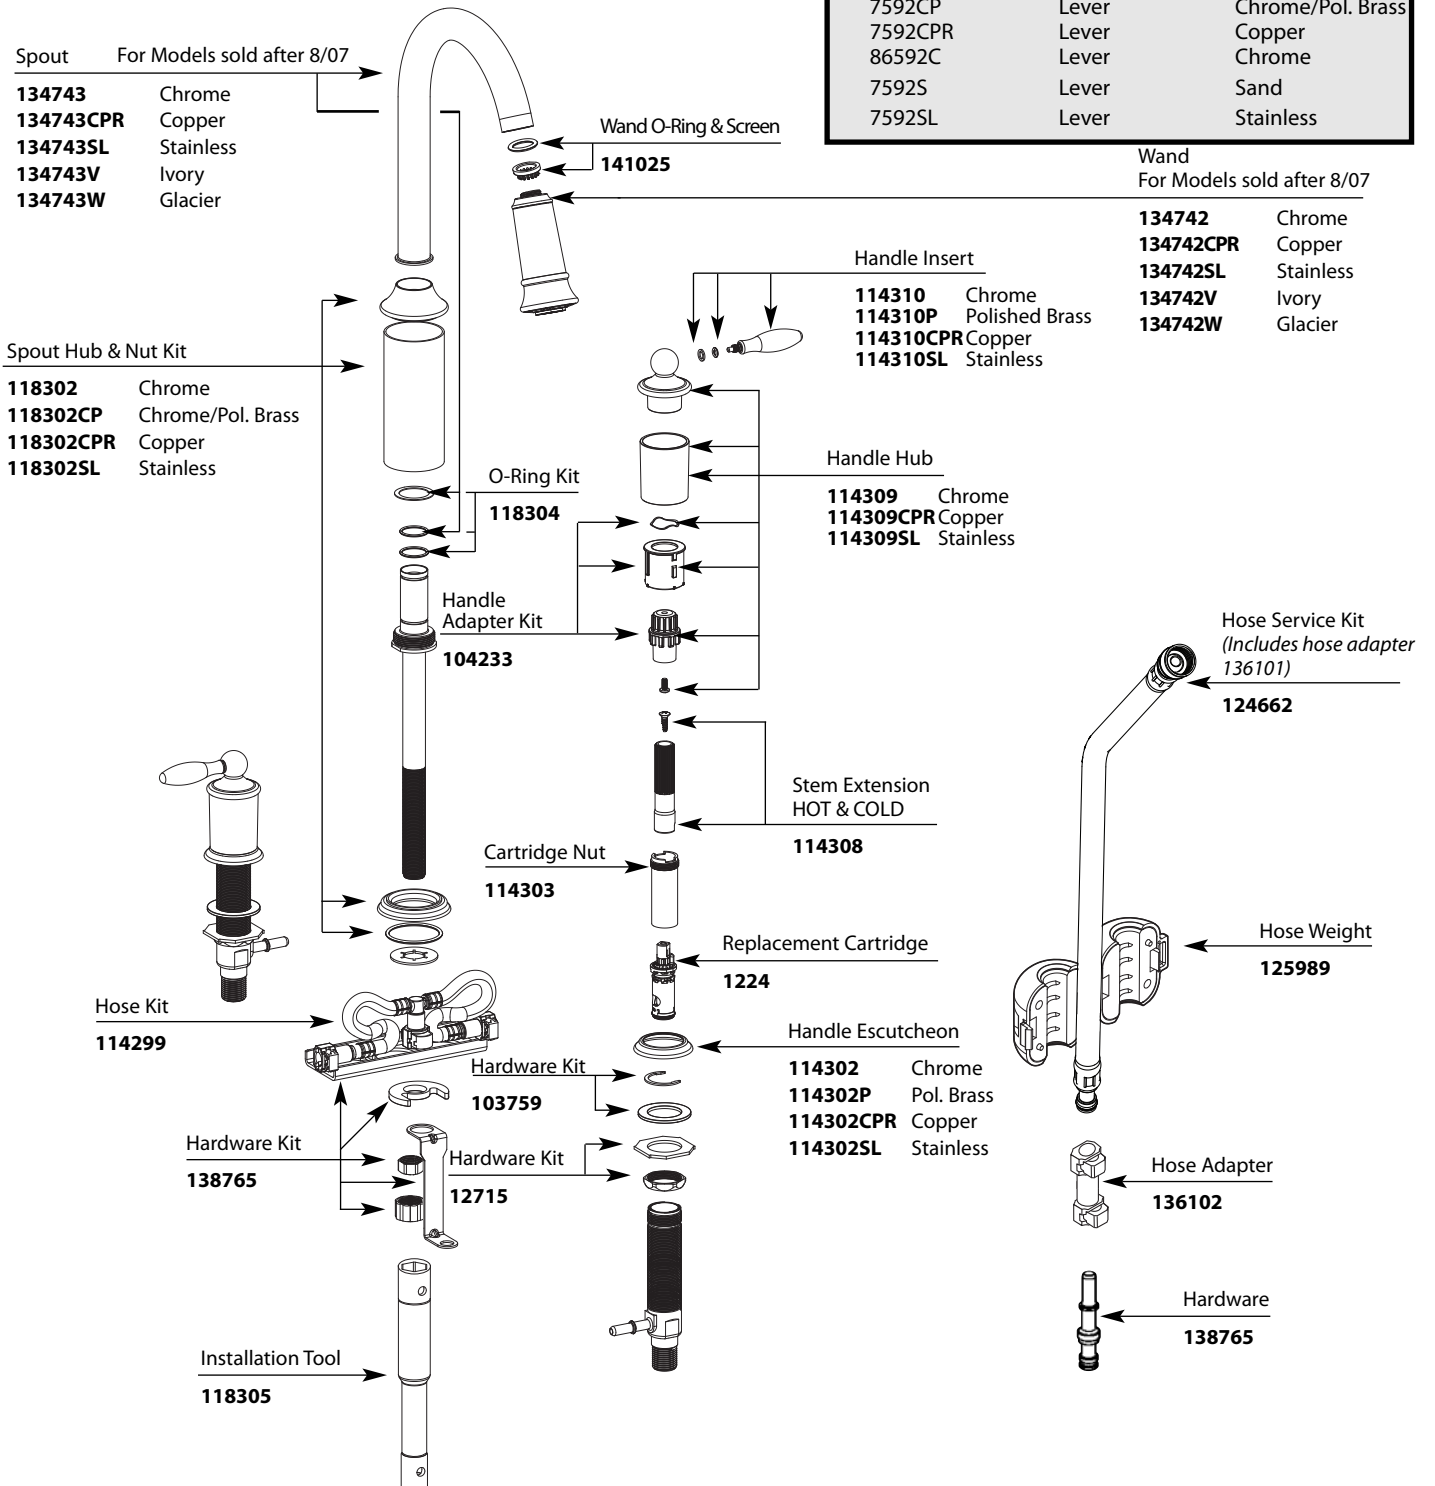 7592CP Lever Chrome/Pol. Brass
7592CPR Lever Copper
86592C Lever Chrome
7592S Lever Sand
7592SL Lever Stainless
Spout For Models sold after 8/07
134743 Chrome
134743CPR Copper
134743SL Stainless
134743V Ivory
134743W Glacier
Wand O-Ring & Screen
141025
Wand
For Models sold after 8/07
134742 Chrome
134742CPR Copper
134742SL Stainless
134742V Ivory
134742W Glacier
Handle Insert
114310 Chrome
114310P Polished Brass
114310CPR Copper
114310SL Stainless
Spout Hub & Nut Kit
118302 Chrome
118302CP Chrome/Pol. Brass
118302CPR Copper
118302SL Stainless
O-Ring Kit
118304
Handle Hub
114309 Chrome
114309CPR Copper
114309SL Stainless
Handle
Adapter Kit
104233
Hose Service Kit
(Includes hose adapter
136101)
124662
Stem Extension
HOT & COLD
114308
Cartridge Nut
114303
Replacement Cartridge
1224
Hose Weight
125989
Hose Kit
114299
Handle Escutcheon
114302 Chrome
114302P Pol. Brass
114302CPR Copper
114302SL Stainless
Hardware Kit
103759
Hardware Kit
138765
Hardware Kit
12715
Hose Adapter
136102
Hardware
138765
Installation Tool
118305